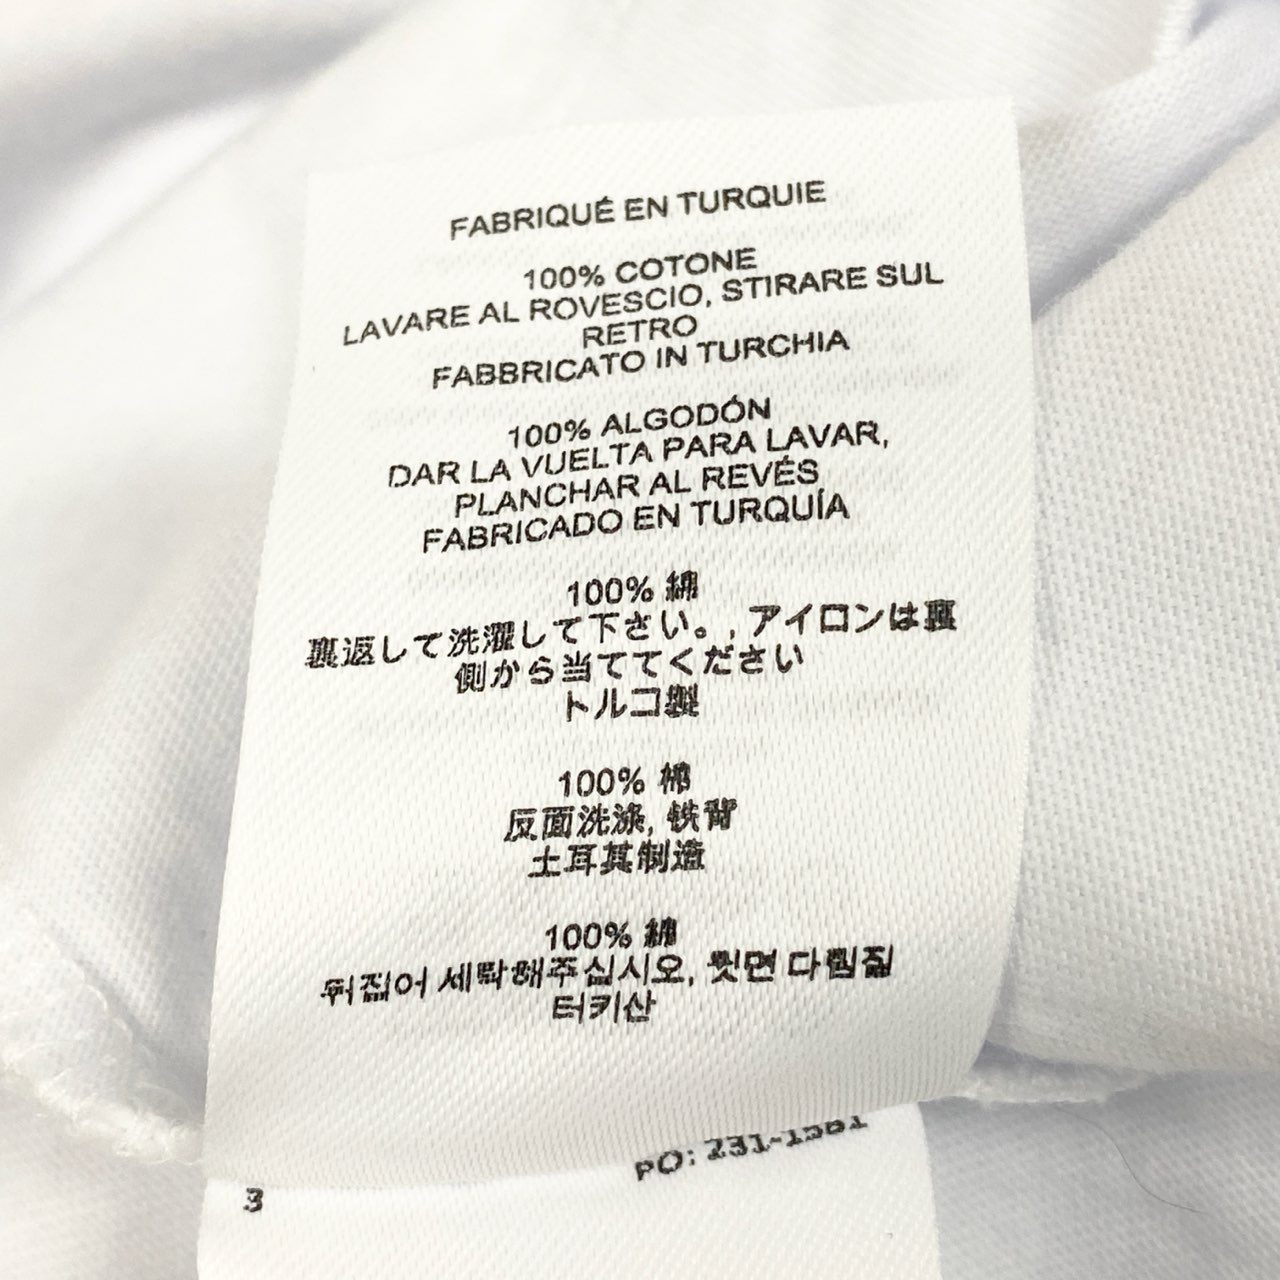 FABRIQUÉ EN TURQUIE
100% COTONE
LAVARE AL ROVESCIO, STIRARE SUL
RETRO
FABBRICATO IN TURCHIA
100% ALGODÓN
DAR LA VUELTA PARA LAVAR,
PLANCHAR AL REVÉS
FABRICADO EN TURQUÍA
100% 綿
裏返して洗濯して下さい。, アイロンは裏
側から当ててください
トルコ製
100% 棉
反面洗涤, 铁背
土耳其制造
100% 綿
뒤집어 세탁해주십시오, 뒷면 다림질
터키산
PO: 231-1381
3